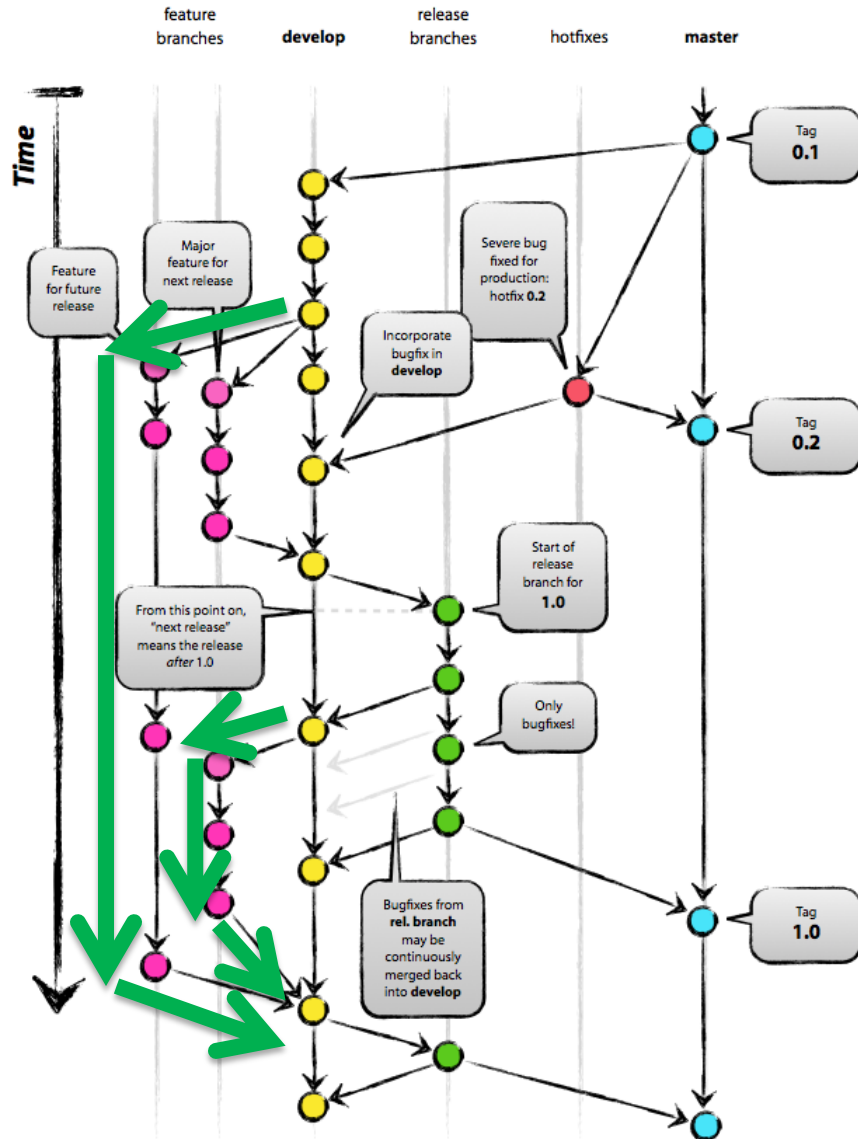 feature
branches
develop
release
branches
hotfixes
master
Time
Tag
0.1
Major
feature for
next release
Severe bug
fixed for
production:
hotfix 0.2
Feature
for future
release
Incorporate
bugfix in
develop
Tag
0.2
Start of
release
branch for
1.0
From this point on,
“next release”
means the release
after 1.0
Only
bugfixes!
Bugfixes from
rel. branch
may be
continuously
merged back
into develop
Tag
1.0